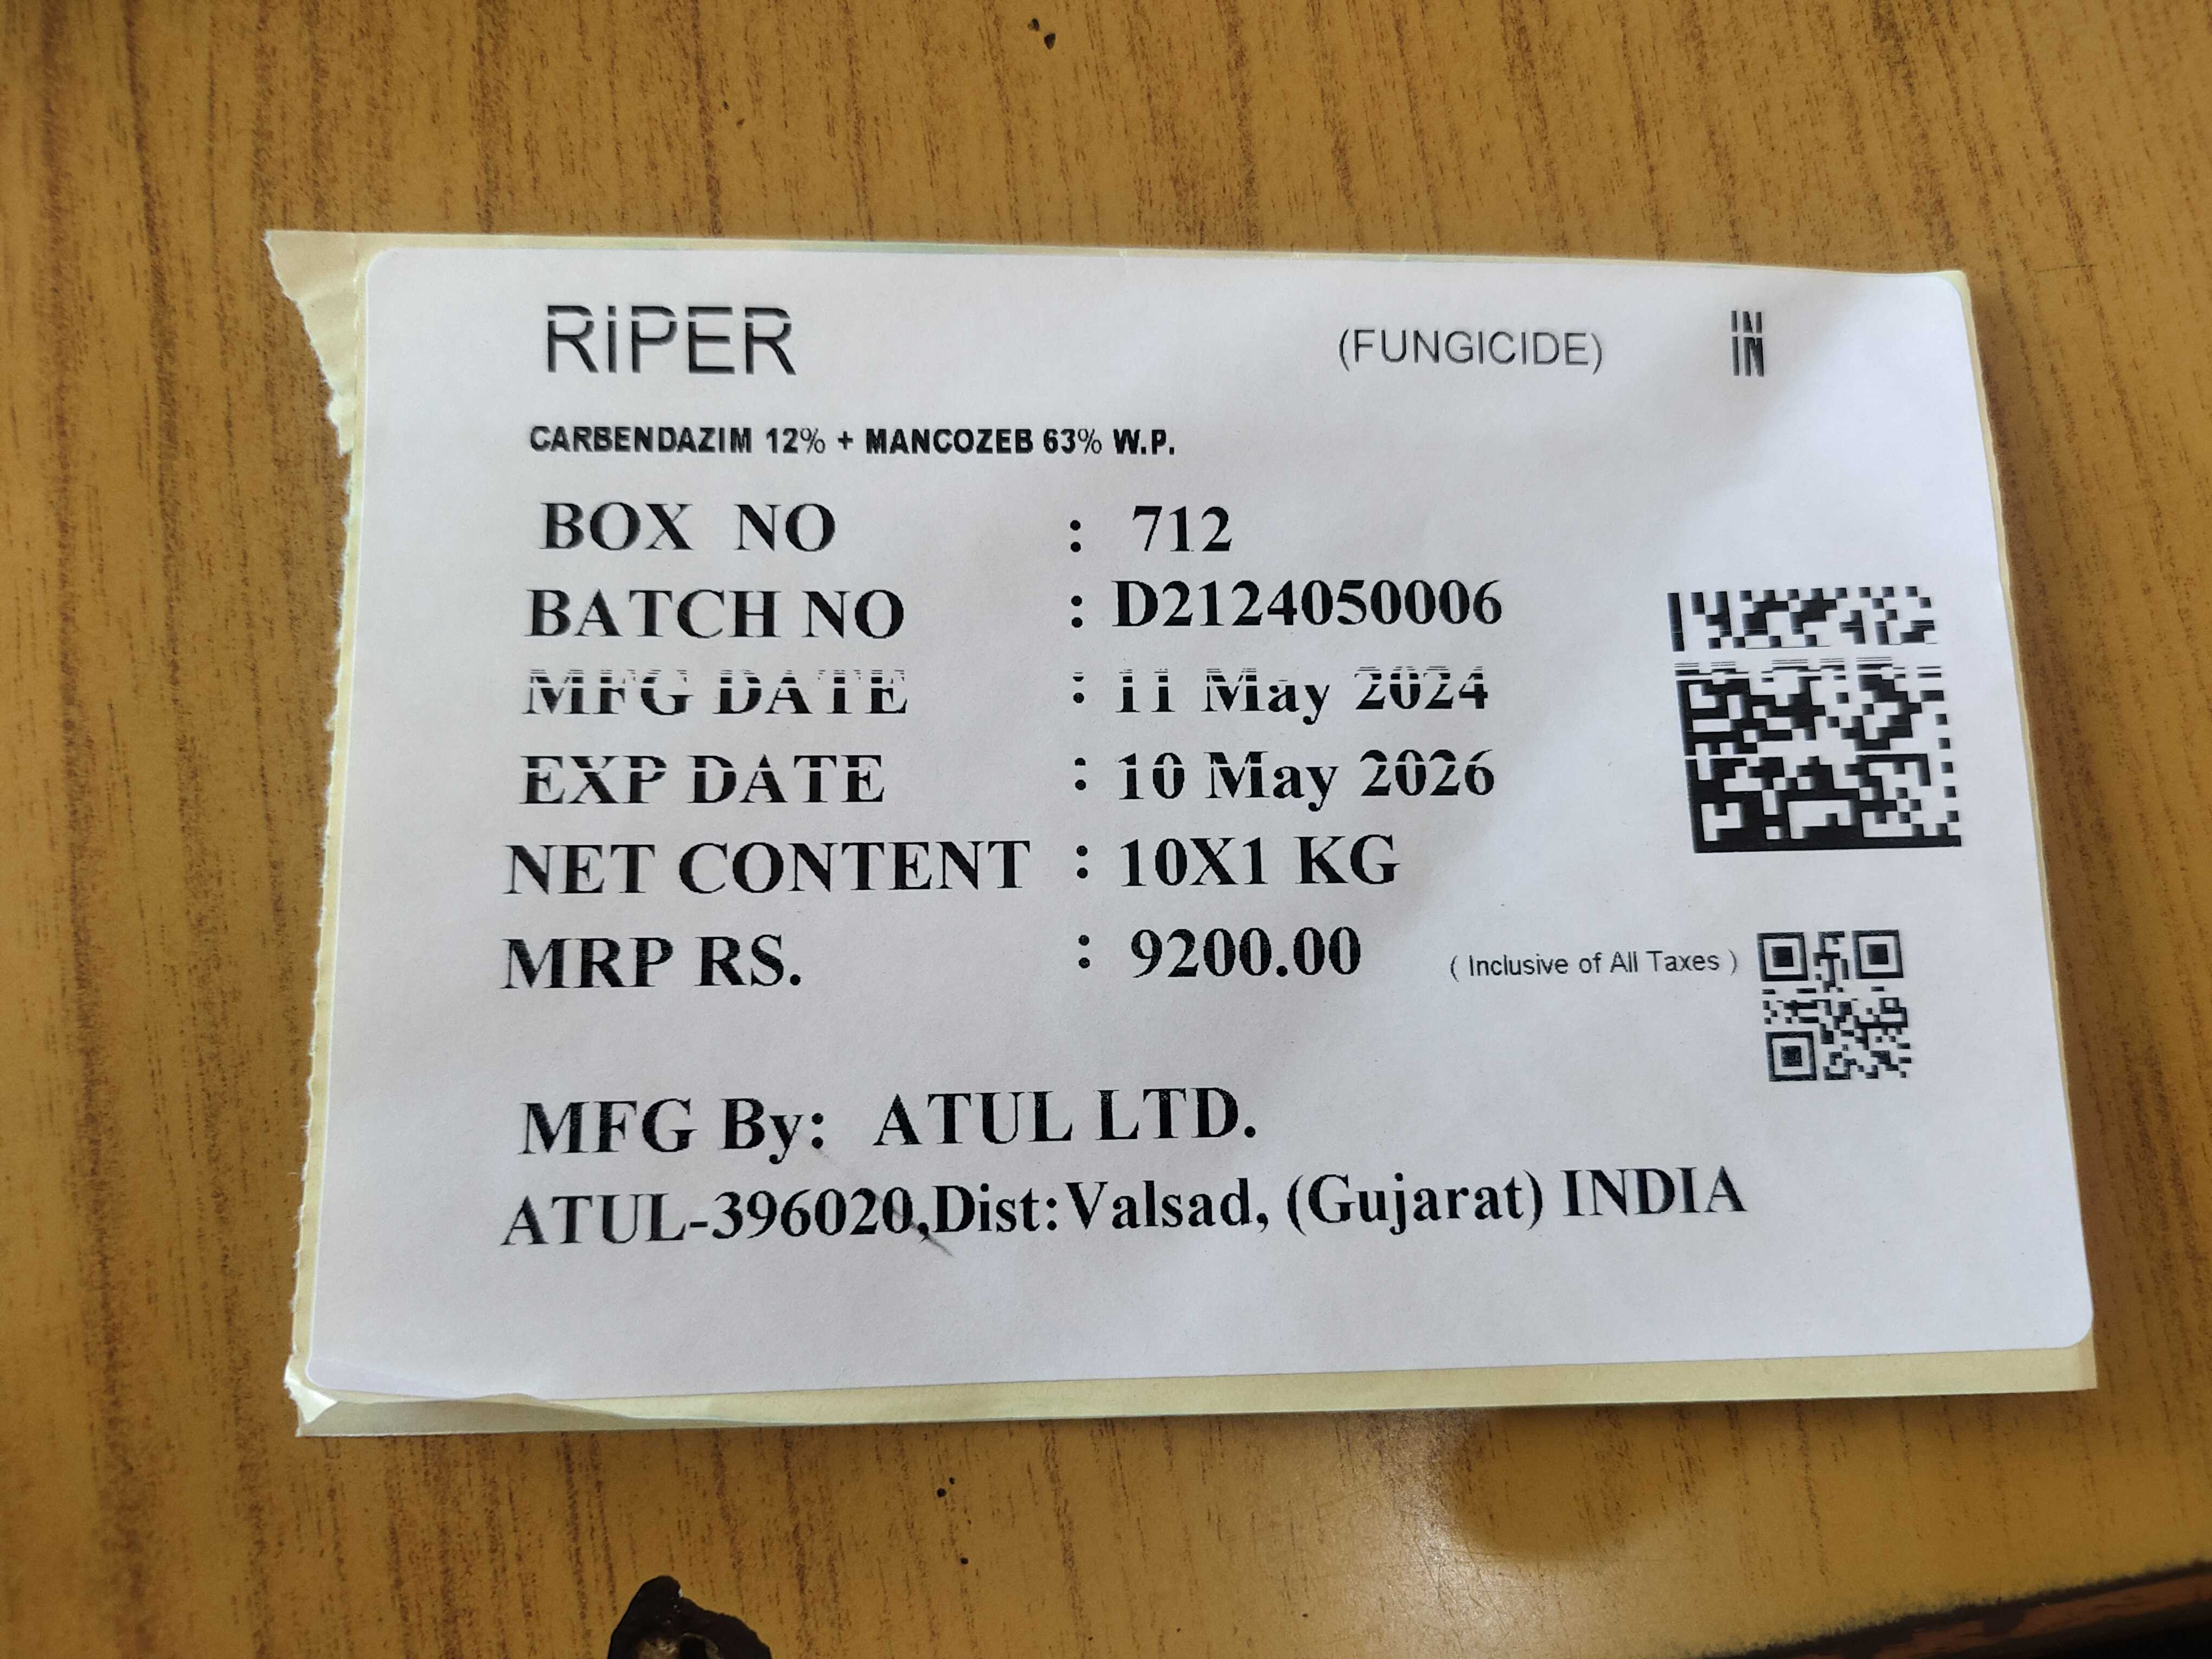 RiPER (FUNGICIDE) IN
CARBENDAZIM 12% + MANCOZEB 63% W.P.
BOX NO : 712
BATCH NO : D2124050006
MFG DATE : 11 May 2024
EXP DATE : 10 May 2026
NET CONTENT : 10X1 KG
MRP RS. : 9200.00 ( Inclusive of All Taxes )
MFG By: ATUL LTD.
ATUL-396020,Dist:Valsad, (Gujarat) INDIA